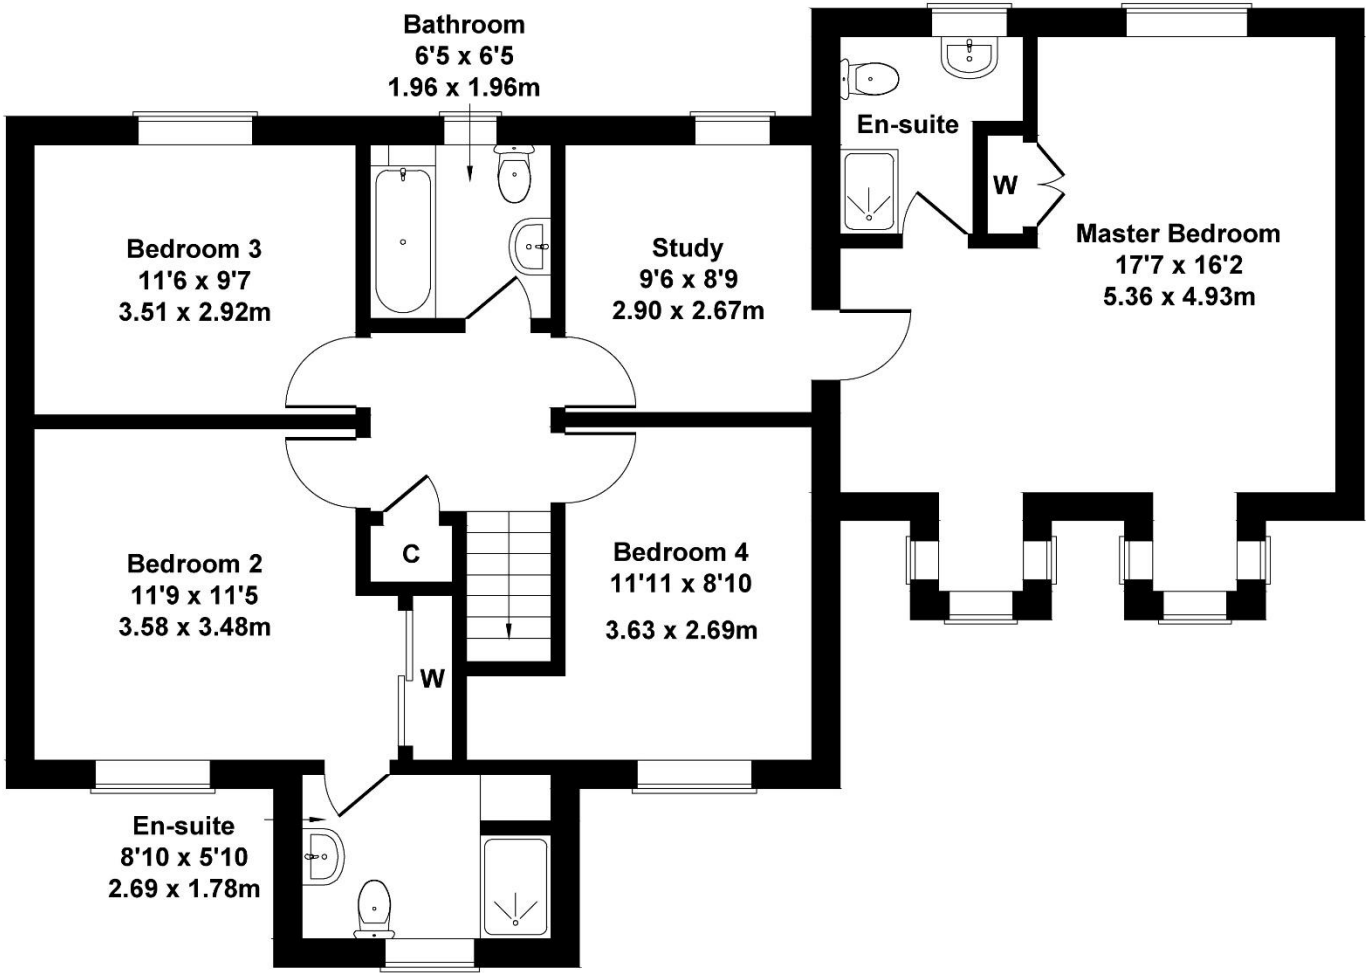 Bathroom
6'5 x 6'5
1.96 x 1.96m
En-suite
W
Master Bedroom
17'7 x 16'2
5.36 x 4.93m
Bedroom 3
11'6 x 9'7
3.51 x 2.92m
Study
9'6 x 8'9
2.90 x 2.67m
Bedroom 2
11'9 x 11'5
3.58 x 3.48m
C
W
Bedroom 4
11'11 x 8'10
3.63 x 2.69m
En-suite
8'10 x 5'10
2.69 x 1.78m